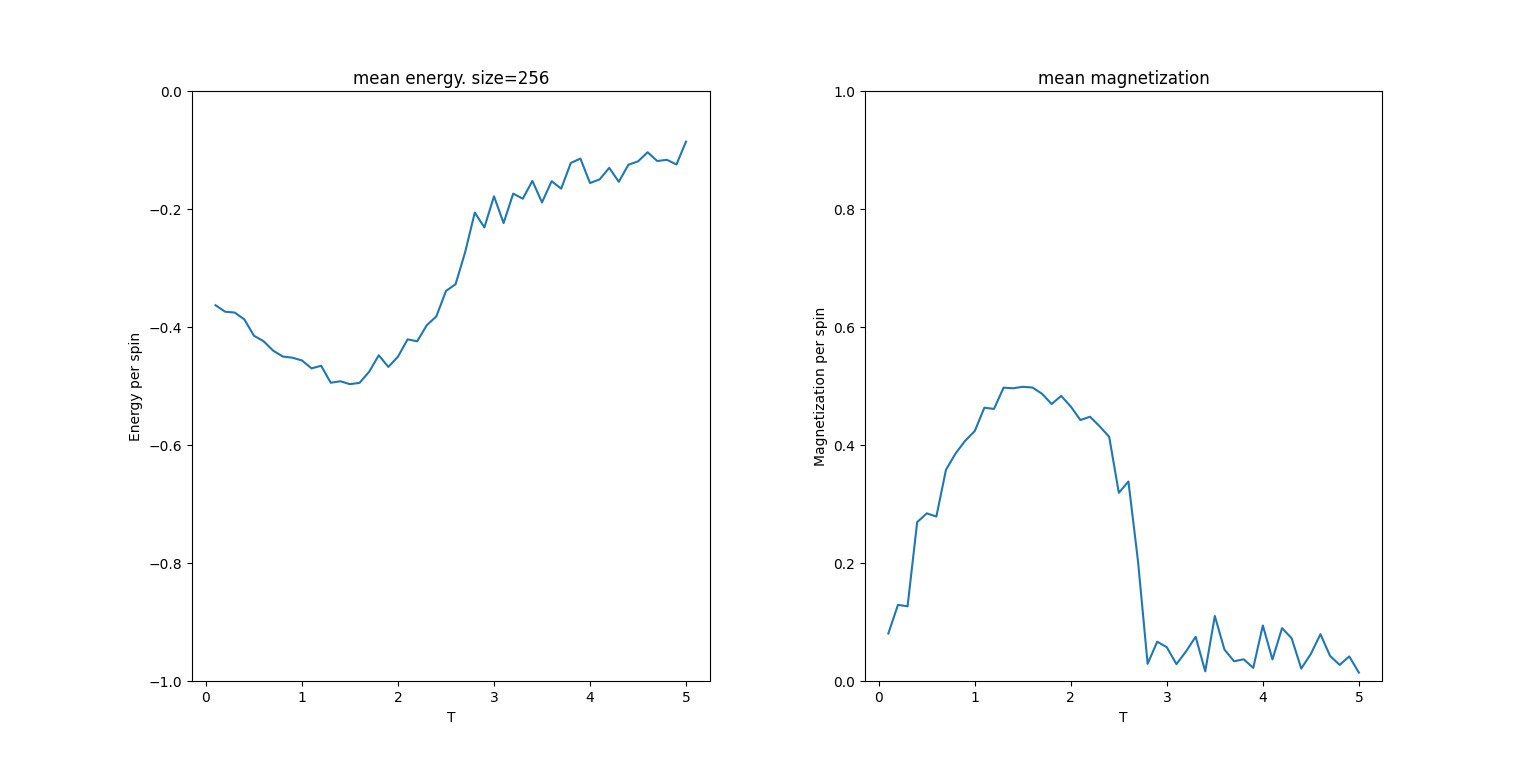 mean energy. size=256
0.0
−0.2
−0.4
−0.6
−0.8
−1.0
Energy per spin
0 1 2 3 4 5
T
mean magnetization
1.0
0.8
0.6
0.4
0.2
0.0
Magnetization per spin
0 1 2 3 4 5
T